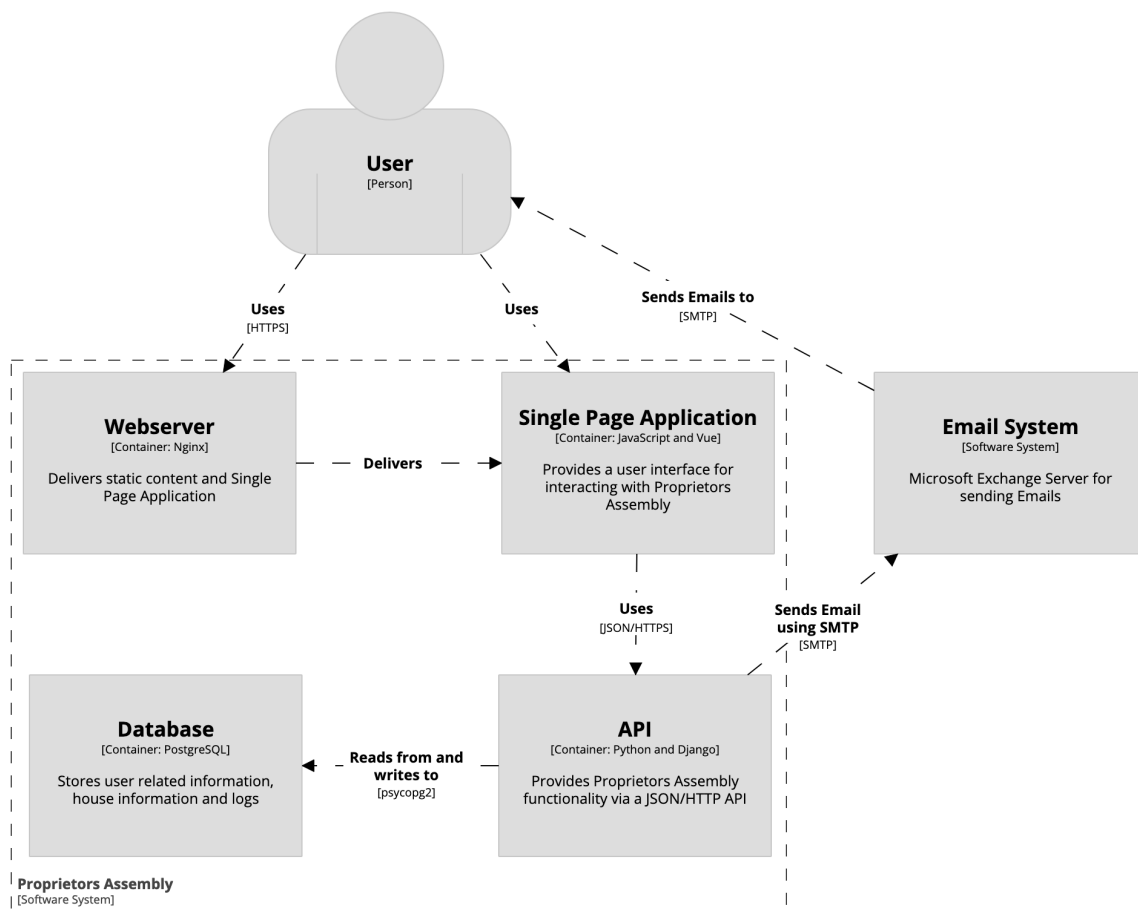 User
[Person]
Uses
[HTTPS]
Uses
Sends Emails to
[SMTP]
Webserver
[Container: Nginx]
Delivers static content and Single
Page Application
Delivers
Single Page Application
[Container: JavaScript and Vue]
Provides a user interface for
interacting with Proprietors
Assembly
Email System
[Software System]
Microsoft Exchange Server for
sending Emails
Uses
[JSON/HTTPS]
Sends Email
using SMTP
[SMTP]
Database
[Container: PostgreSQL]
Stores user related information,
house information and logs
Reads from and
writes to
[psycopg2]
API
[Container: Python and Django]
Provides Proprietors Assembly
functionality via a JSON/HTTP API
Proprietors Assembly
[Software System]